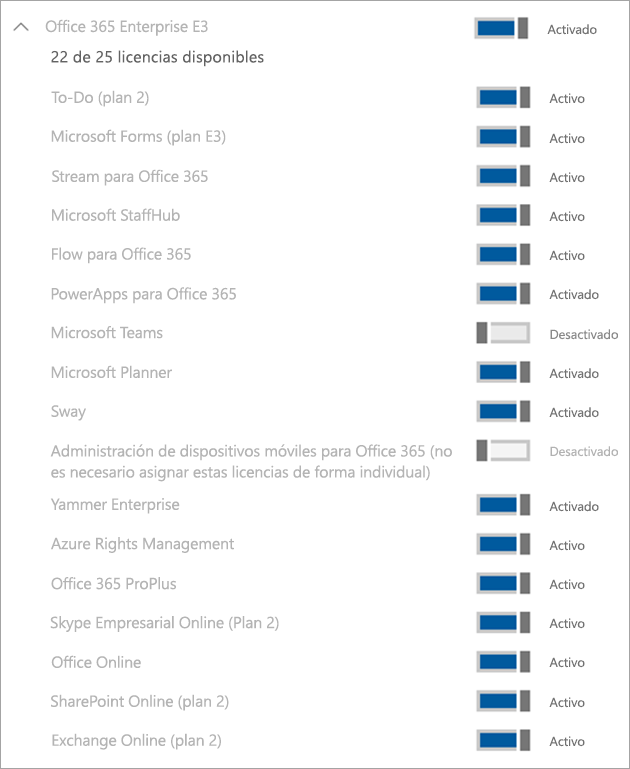 Office 365 Enterprise E3 Activado
22 de 25 licencias disponibles
To-Do (plan 2) Activo
Microsoft Forms (plan E3) Activo
Stream para Office 365 Activo
Microsoft StaffHub Activo
Flow para Office 365 Activo
PowerApps para Office 365 Activado
Microsoft Teams Desactivado
Microsoft Planner Activado
Sway Activado
Administración de dispositivos móviles para Office 365 (no Desactivado
es necesario asignar estas licencias de forma individual)
Yammer Enterprise Activado
Azure Rights Management Activo
Office 365 ProPlus Activo
Skype Empresarial Online (Plan 2) Activo
Office Online Activo
SharePoint Online (plan 2) Activo
Exchange Online (plan 2) Activo